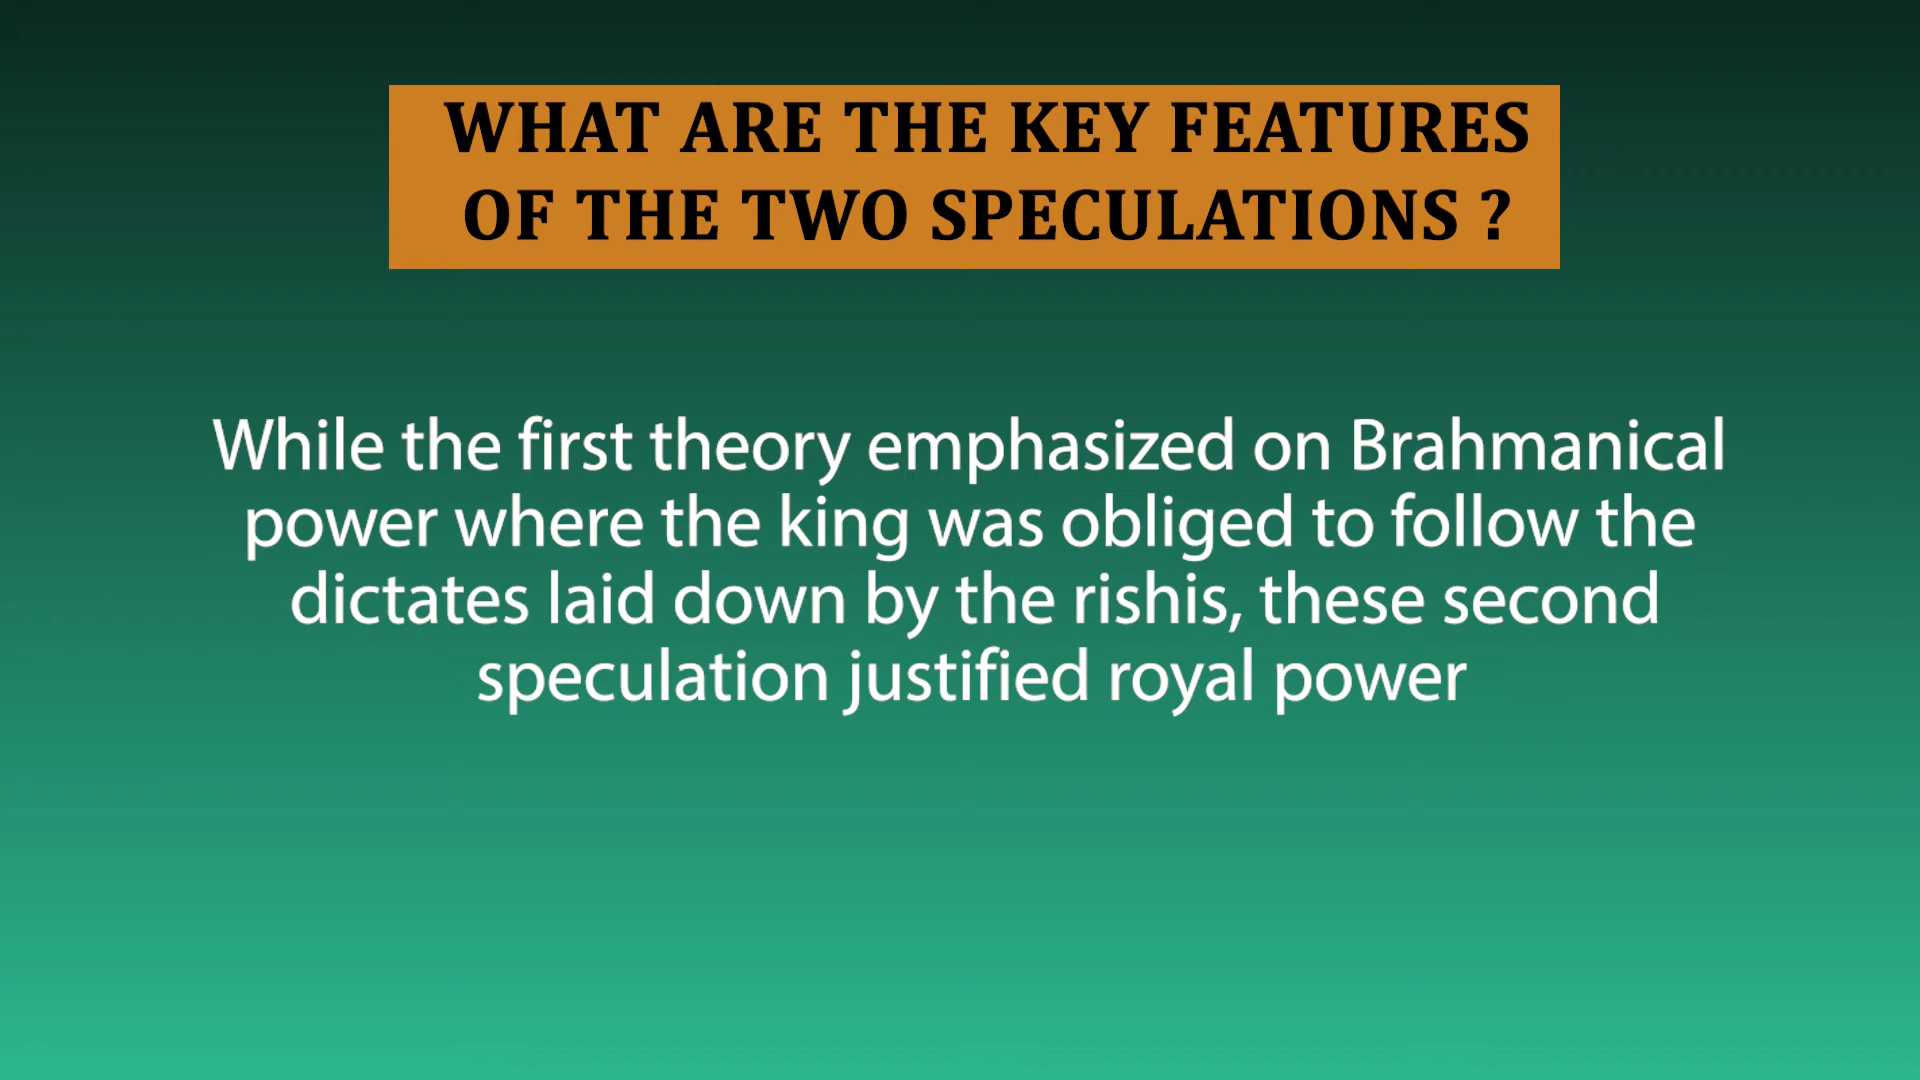 WHAT ARE THE KEY FEATURES
OF THE TWO SPECULATIONS ?
While the first theory emphasized on Brahmanical
power where the king was obliged to follow the
dictates laid down by the rishis, these second
speculation justified royal power